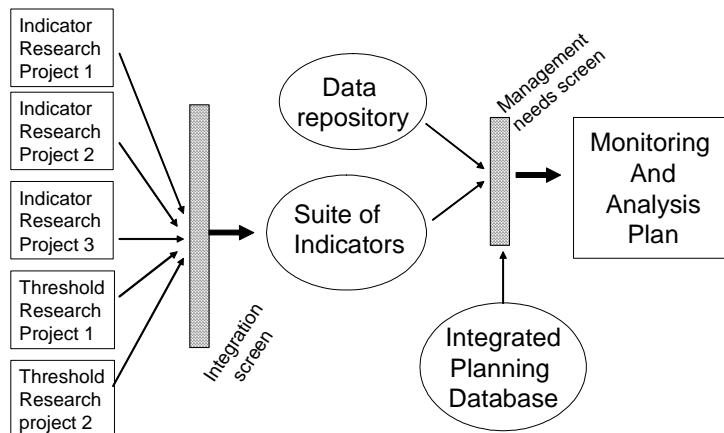 Indicator
Research
Project 1
Indicator
Research
Project 2
Indicator
Research
Project 3
Threshold
Research
Project 1
Threshold
Research
project 2
Integration
screen
Data
repository
Suite of
Indicators
Management
needs screen
Integrated
Planning
Database
Monitoring
And
Analysis
Plan